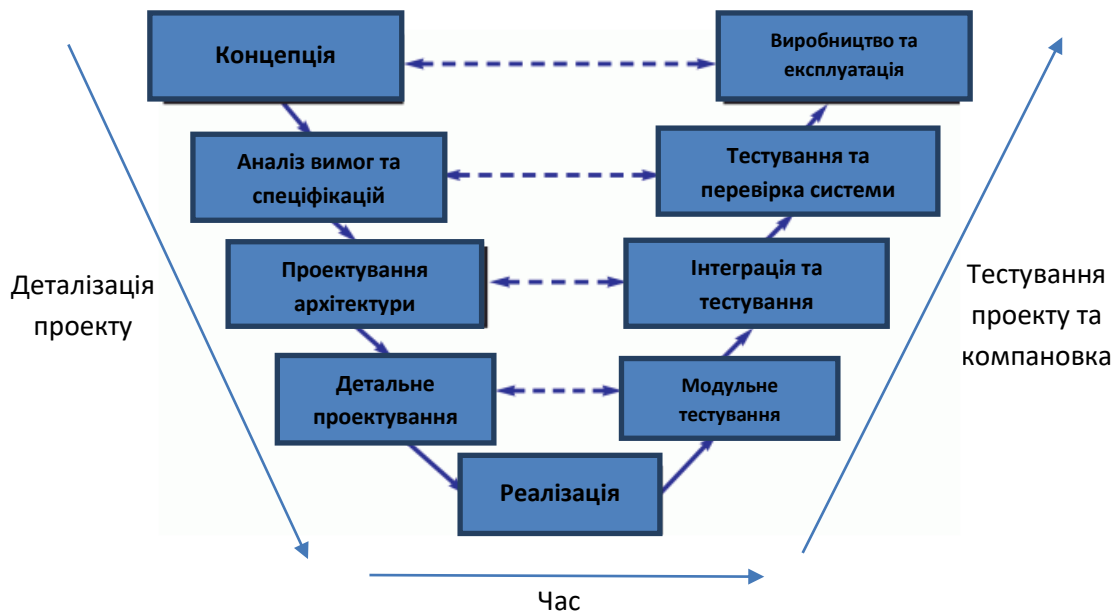 Концепція
Виробництво та
експлуатація
Аналіз вимог та
спеціфікацій
Тестування та
перевірка системи
Проектування
архітектури
Інтеграція та
тестування
Деталізація
проекту
Тестування
проекту та
компановка
Детальне
проектування
Модульне
тестування
Реалізація
Час